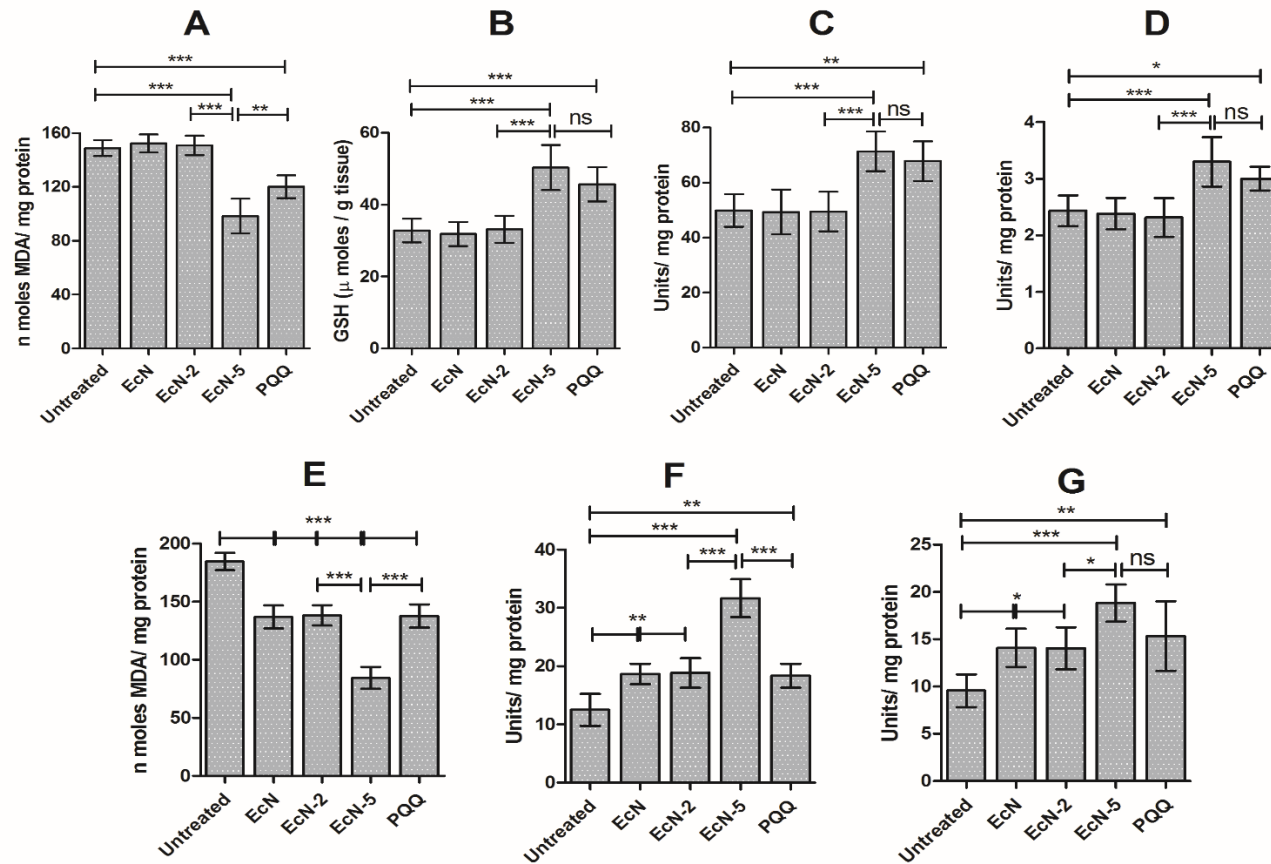 A
***
***
*** **
n moles MDA/ mg protein
160
120
80
40
0
Untreated
EcN
EcN-2
EcN-5
PQQ
B
***
***
*** ns
GSH (μ moles / g tissue)
60
40
20
0
Untreated
EcN
EcN-2
EcN-5
PQQ
C
**
***
*** ns
Units/ mg protein
80
60
40
20
0
Untreated
EcN
EcN-2
EcN-5
PQQ
D
*
***
*** ns
Units/ mg protein
4
3
2
1
0
Untreated
EcN
EcN-2
EcN-5
PQQ
E
***
*** ***
n moles MDA/ mg protein
200
150
100
50
0
Untreated
EcN
EcN-2
EcN-5
PQQ
F
**
***
*** ***
**
Units/ mg protein
40
30
20
10
0
Untreated
EcN
EcN-2
EcN-5
PQQ
G
**
***
* ns
*
Units/ mg protein
25
20
15
10
5
0
Untreated
EcN
EcN-2
EcN-5
PQQ